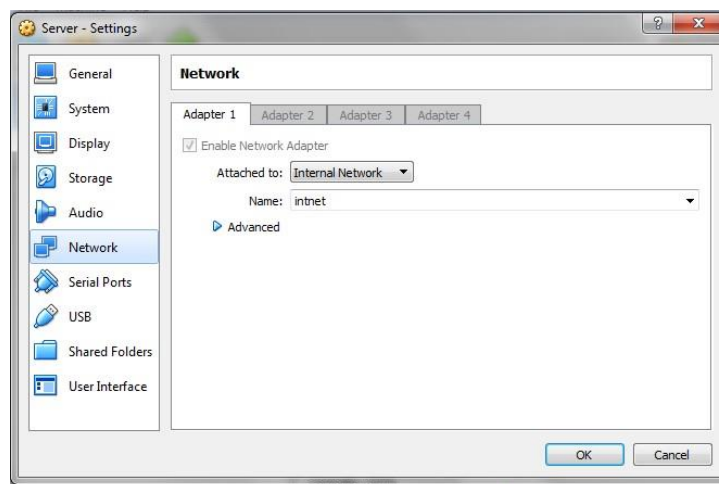 Server - Settings
General
System
Display
Storage
Audio
Network
Serial Ports
USB
Shared Folders
User Interface
Network
Adapter 1 Adapter 2 Adapter 3 Adapter 4
Enable Network Adapter
Attached to: Internal Network
Name: intnet
Advanced
OK Cancel